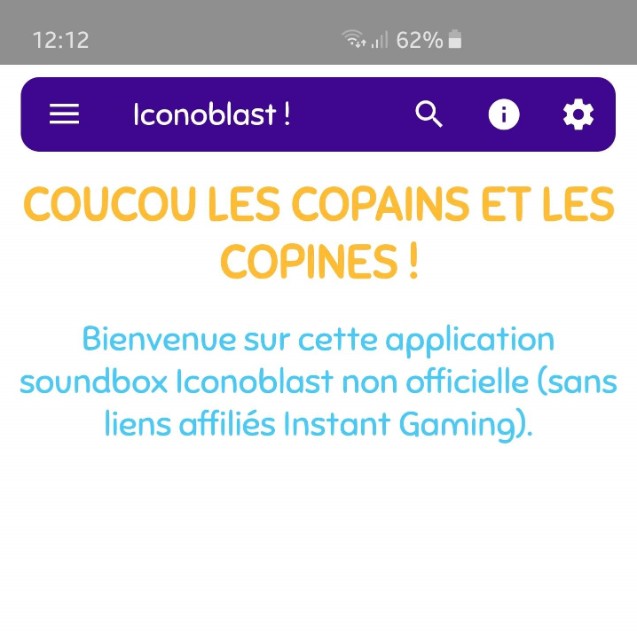 12:12 62%
Iconoblast !
COUCOU LES COPAINS ET LES
COPINES !
Bienvenue sur cette application
soundbox Iconoblast non officielle (sans
liens affiliés Instant Gaming).